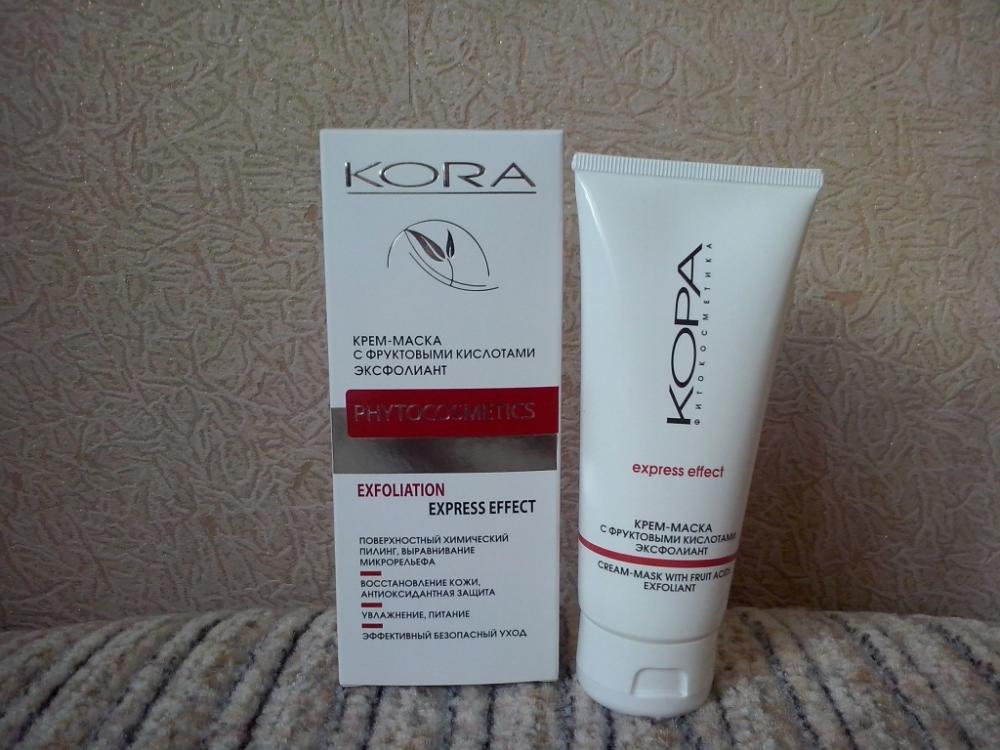 KORA
КРЕМ-МАСКА
С ФРУКТОВЫМИ КИСЛОТАМИ
ЭКСФОЛИАНТ
PHYTOCOSMETICS
EXFOLIATION
EXPRESS EFFECT
ПОВЕРХНОСТНЫЙ ХИМИЧЕСКИЙ
ПИЛИНГ, ВЫРАВНИВАНИЕ
МИКРОРЕЛЬЕФА
ВОССТАНОВЛЕНИЕ КОЖИ,
АНТИОКСИДАНТНАЯ ЗАЩИТА
УВЛАЖНЕНИЕ, ПИТАНИЕ
ЭФФЕКТИВНЫЙ БЕЗОПАСНЫЙ УХОД
КОРА
ФИТОКОСМЕТИКА
express effect
КРЕМ-МАСКА
С ФРУКТОВЫМИ КИСЛОТАМИ
ЭКСФОЛИАНТ
CREAM-MASK WITH FRUIT ACIDS
EXFOLIANT